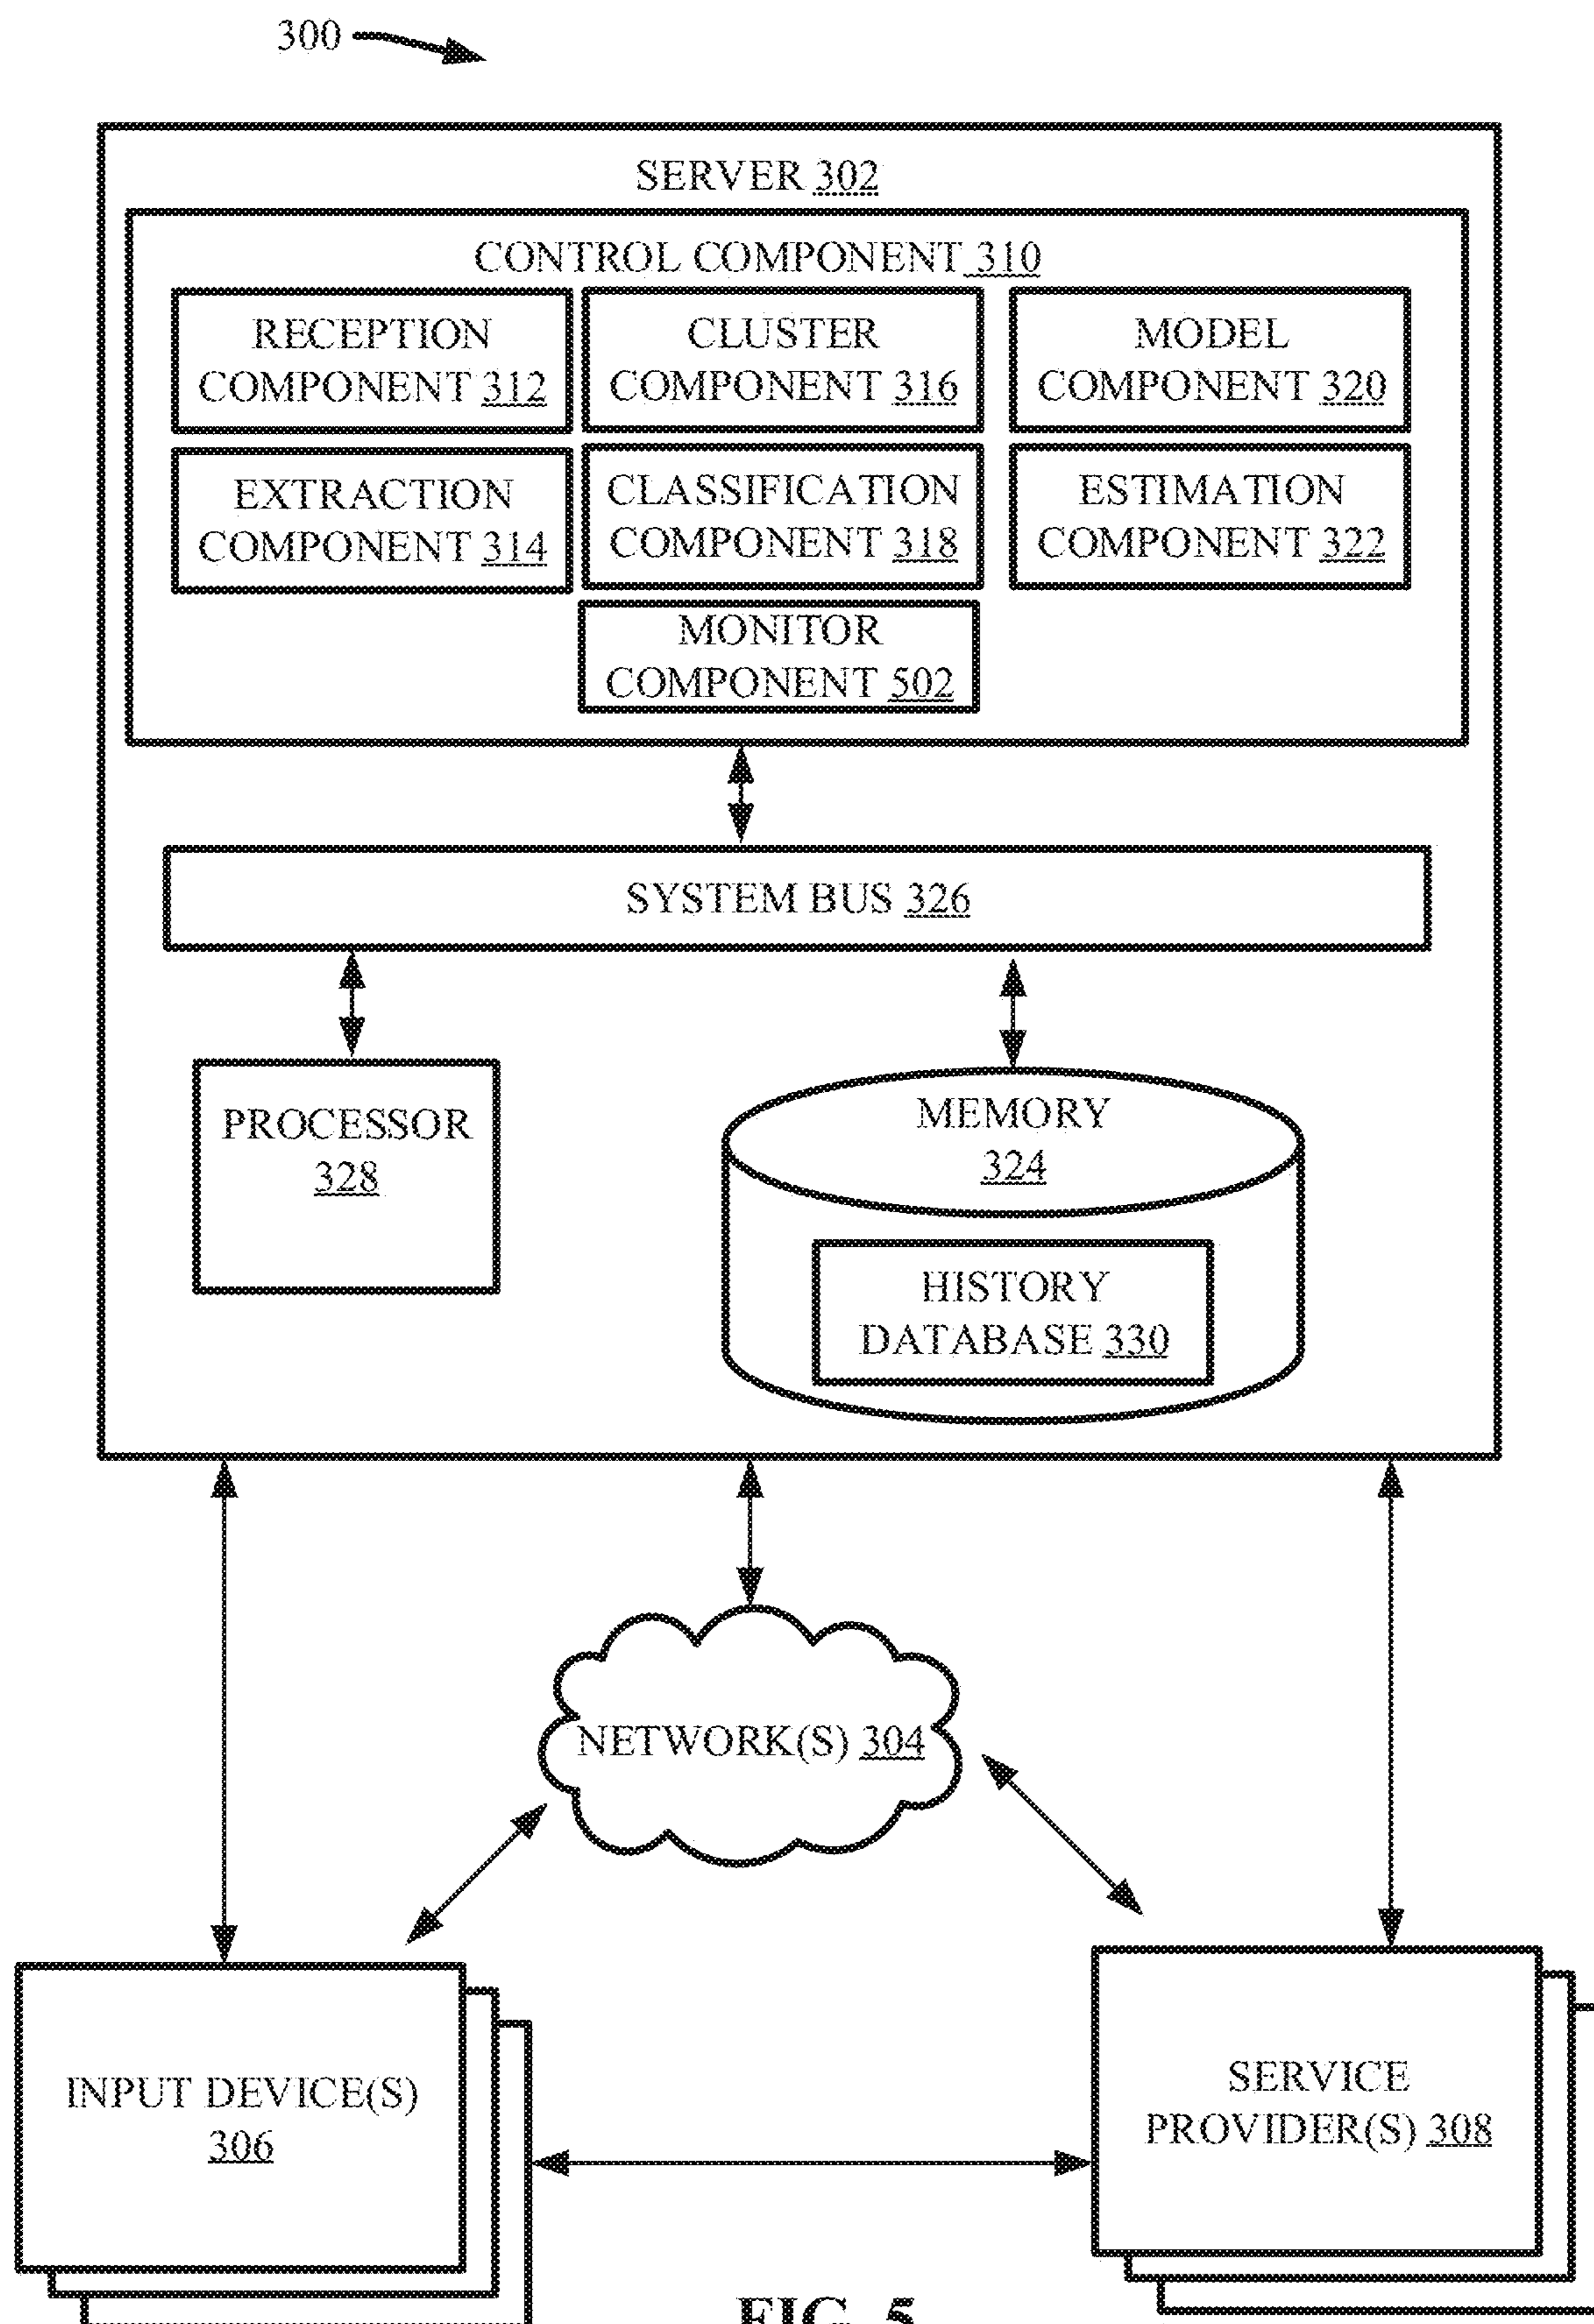 300
SERVER 302
CONTROL COMPONENT 310
RECEPTION
COMPONENT 312
CLUSTER
COMPONENT 316
MODEL
COMPONENT 320
EXTRACTION
COMPONENT 314
CLASSIFICATION
COMPONENT 318
ESTIMATION
COMPONENT 322
MONITOR
COMPONENT 502
SYSTEM BUS 326
PROCESSOR
328
MEMORY
324
HISTORY
DATABASE 330
NETWORK(S) 304
INPUT DEVICE(S)
306
SERVICE
PROVIDER(S) 308
FIG. 5